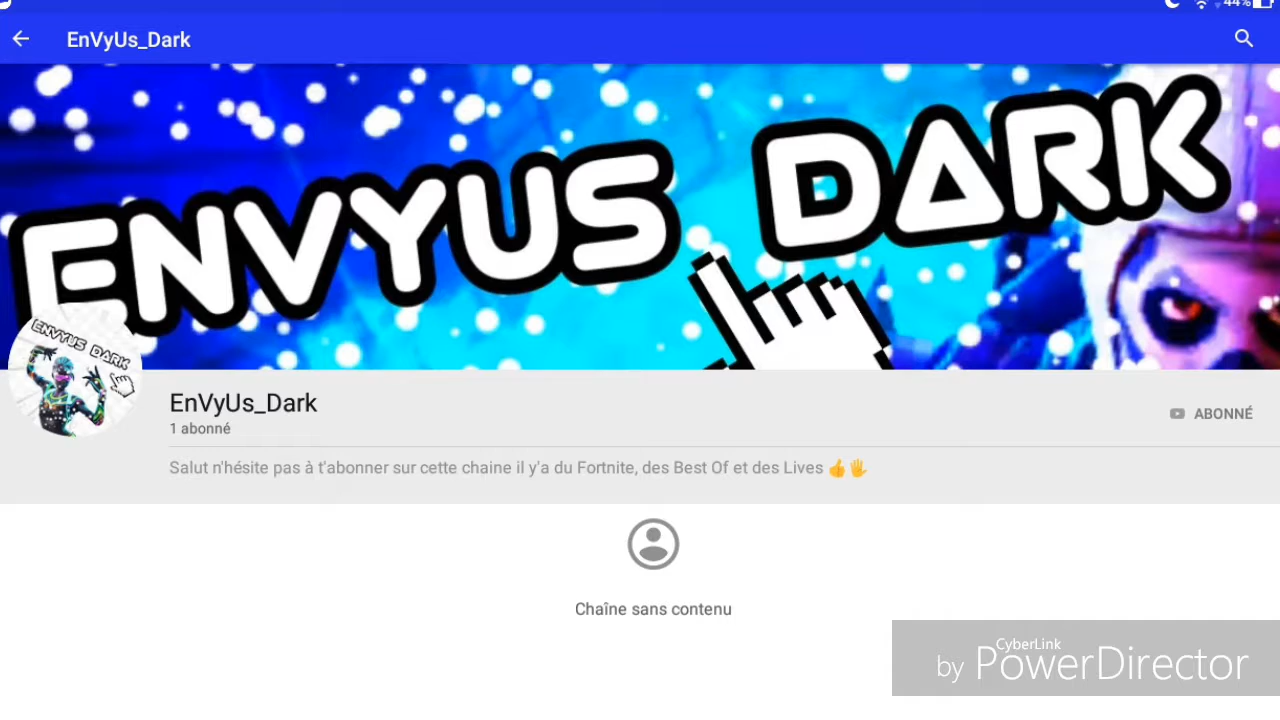 44%
EnVyUs_Dark
ENVYUS DARK
ENVYUS DARK
EnVyUs_Dark
1 abonné
ABONNÉ
Salut n'hésite pas à t'abonner sur cette chaine il y'a du Fortnite, des Best Of et des Lives 👍🖐
Chaîne sans contenu
CyberLink
by PowerDirector